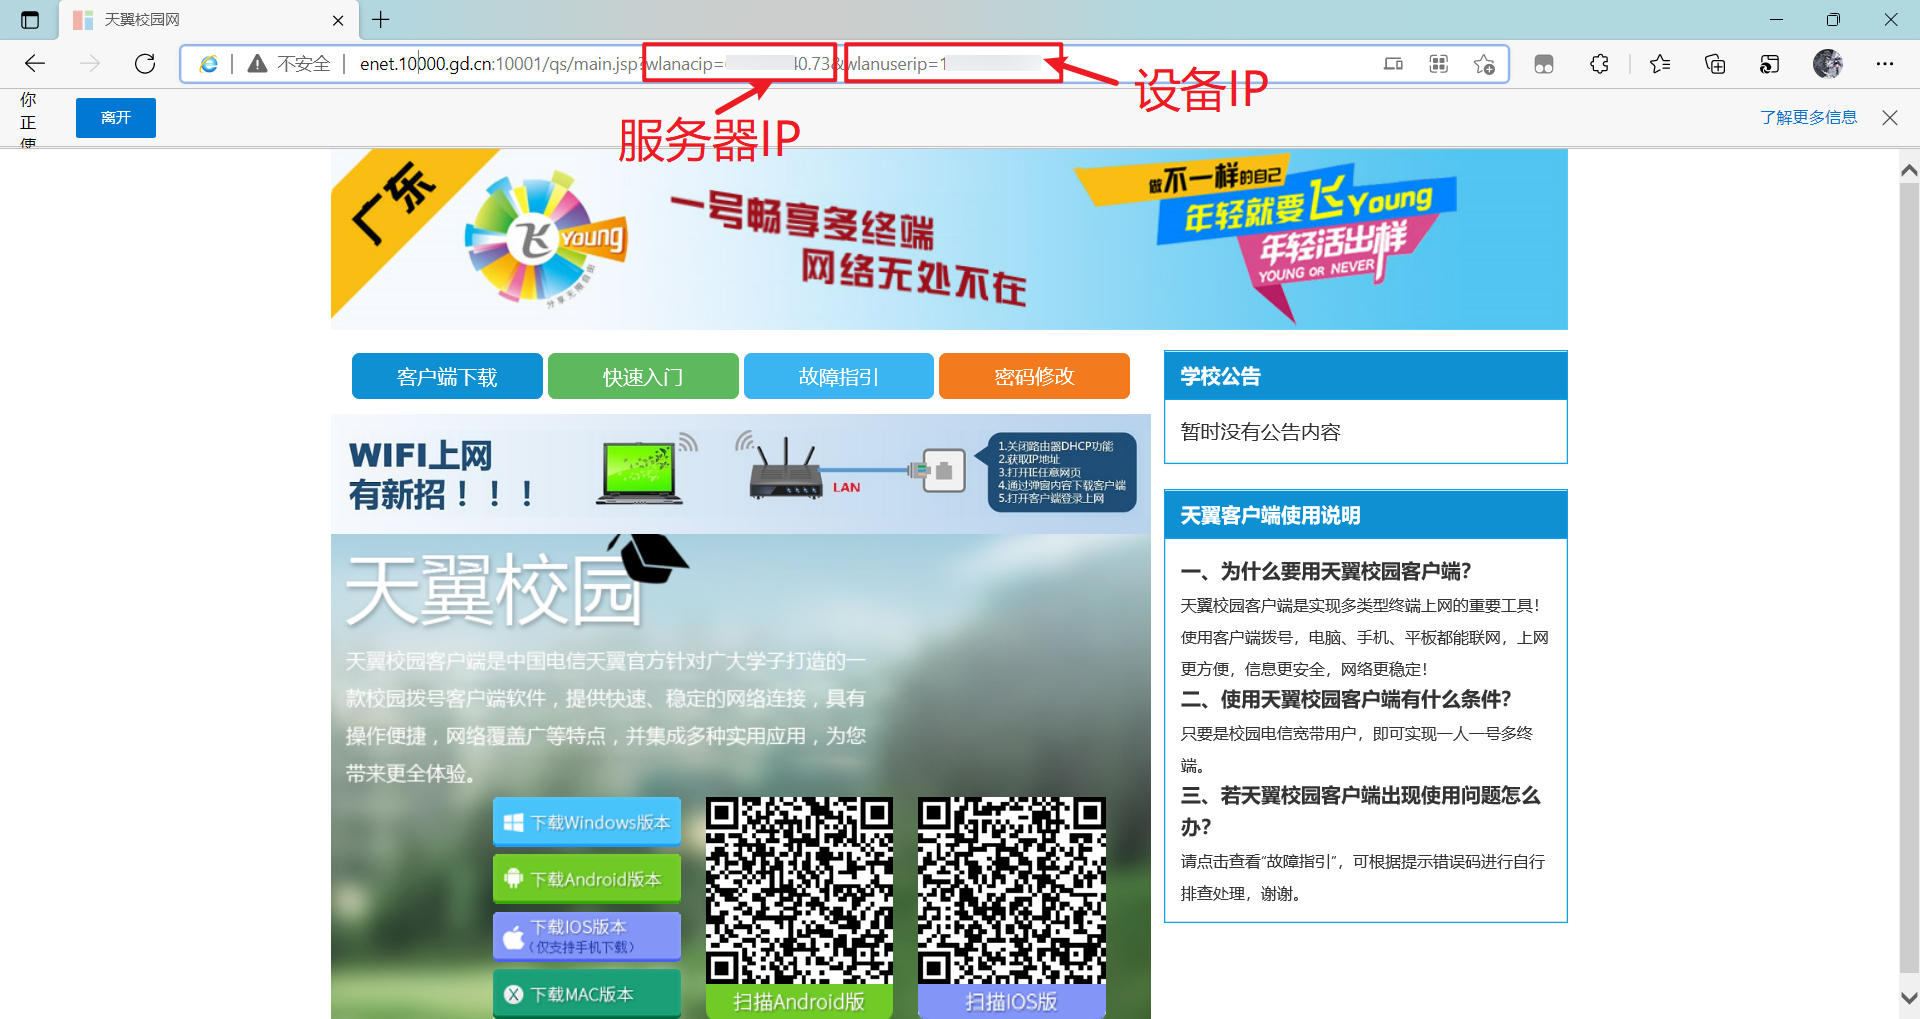 天翼校园网
不安全
enet.10000.gd.cn:10001/qs/main.jsp?wlanacip=
40.73&wlanuserip=1
设备IP
服务器IP
你
正
使
离开
了解更多信息
广东
飞Young
分享无限自由
一号畅享多终端
网络无处不在
做不一样的自己
年轻就要飞Young
年轻活出样
YOUNG OR NEVER
客户端下载
快速入门
故障指引
密码修改
WIFI上网
有新招！！！
LAN
1.关闭路由器DHCP功能
2.获取IP地址
3.打开IE任意网页
4.通过弹窗内容下载客户端
5.打开客户端登录上网
天翼校园
天翼校园客户端是中国电信天翼官方针对广大学子打造的一
款校园拨号客户端软件，提供快速、稳定的网络连接，具有
操作便捷，网络覆盖广等特点，并集成多种实用应用，为您
带来更全体验。
下载Windows版本
下载Android版本
下载IOS版本
（仅支持手机下载）
下载MAC版本
扫描Android版
扫描IOS版
学校公告
暂时没有公告内容
天翼客户端使用说明
一、为什么要用天翼校园客户端？
天翼校园客户端是实现多类型终端上网的重要工具！
使用客户端拨号，电脑、手机、平板都能联网，上网
更方便，信息更安全，网络更稳定！
二、使用天翼校园客户端有什么条件？
只要是校园电信宽带用户，即可实现一人一号多终
端。
三、若天翼校园客户端出现使用问题怎么
办？
请点击查看“故障指引”，可根据提示错误码进行自行
排查处理，谢谢。